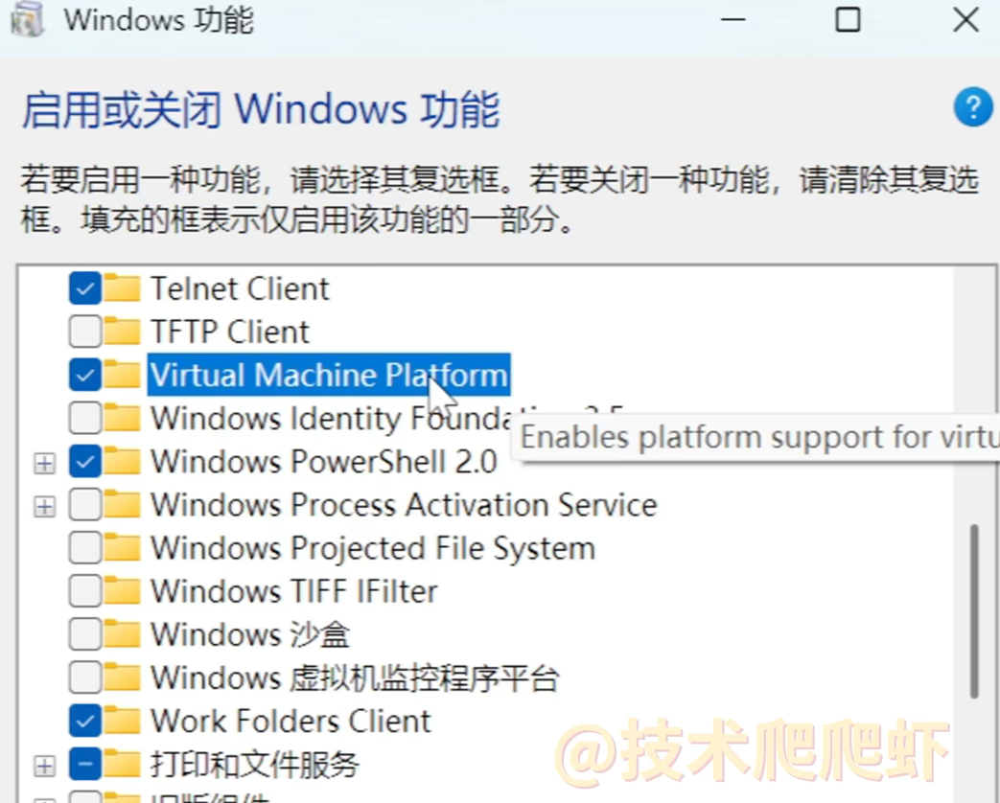 Windows 功能
启用或关闭 Windows 功能
若要启用一种功能，请选择其复选框。若要关闭一种功能，请清除其复选
框。填充的框表示仅启用该功能的一部分。
Telnet Client
TFTP Client
Virtual Machine Platform
Windows Identity
Enables platform support for
Windows PowerShell 2.0
Windows Process Activation Service
Windows Projected File System
Windows TIFF IFilter
Windows 沙盒
Windows 虚拟机监控程序平台
Work Folders Client
打印和文件服务
@技术爬爬虾